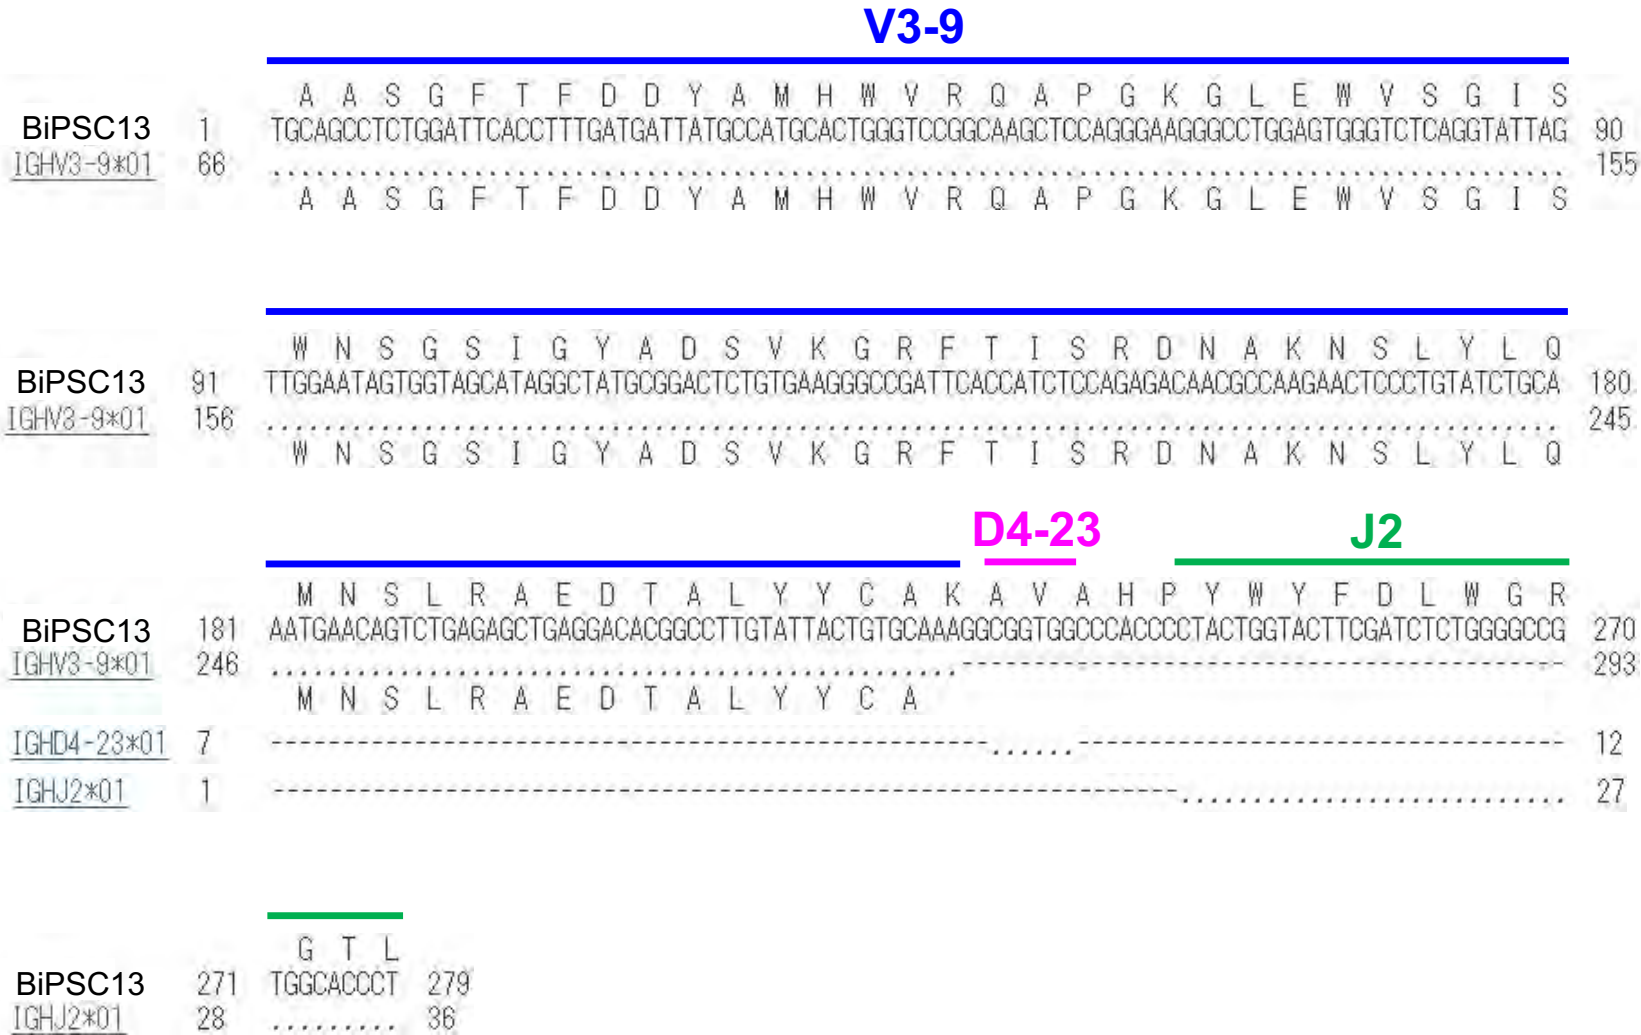 V3-9
A A S G F T F D D Y A M H W V R Q A P G K G L E W V S G I S
BiPSC13 1 TGCAGCCTCTGGATTCACCTTTGATGATTATGCCATGCACTGGGTCCGGCAAGCTCCAGGGAAGGGCCTGGAGTGGGTCTCAGGTATTAG 90
IGHV3-9*01 66 .......................................................................................... 155
A A S G F T F D D Y A M H W V R Q A P G K G L E W V S G I S
W N S G S I G Y A D S V K G R F T I S R D N A K N S L Y L Q
BiPSC13 91 TTGGAATAGTGGTAGCATAGGCTATGCGGACTCTGTGAAGGGCCGATTCACCATCTCCAGAGACAACGCCAAGAACTCCCTGTATCTGCA 180
IGHV3-9*01 156 .......................................................................................... 245
W N S G S I G Y A D S V K G R F T I S R D N A K N S L Y L Q
D4-23 J2
M N S L R A E D T A L Y Y C A K A V A H P Y W Y F D L W G R
BiPSC13 181 AATGAACAGTCTGAGAGCTGAGGACACGGCCTTGTATTACTGTGCAAAGGCGGTGGCCCACCCCTACTGGTACTTCGATCTCTGGGGCCG 270
IGHV3-9*01 246 ................................................------------------------------------------ 293
M N S L R A E D T A L Y Y C A
IGHD4-23*01 7 --------------------------------------------------......---------------------------------- 12
IGHJ2*01 1 ---------------------------------------------------------------........................... 27
G T L
BiPSC13 271 TGGCACCCT 279
IGHJ2*01 28 ......... 36